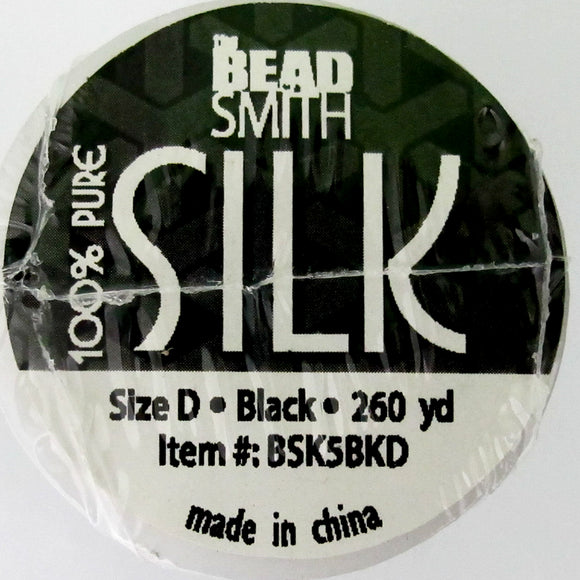 the
BEAD
SMITH
100% PURE
SILK
Size D • Black • 260 yd
Item #: BSK5BKD
made in china